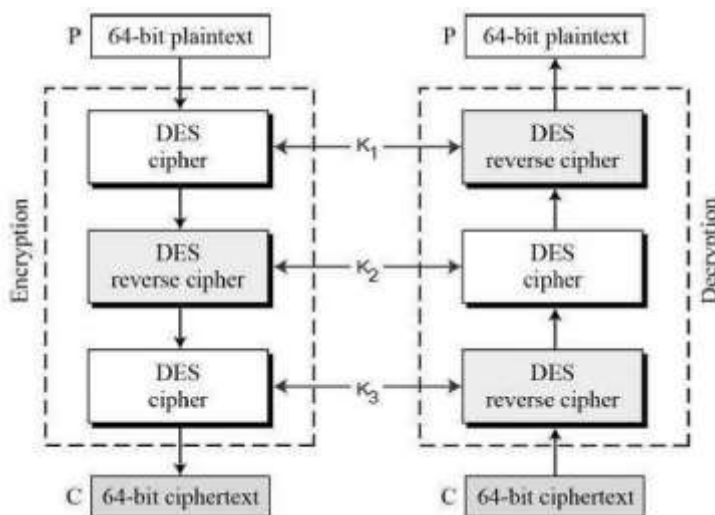 P 64-bit plaintext
P 64-bit plaintext
Encryption
DES
cipher
K1
DES
reverse cipher
DES
reverse cipher
K2
DES
cipher
DES
cipher
K3
DES
reverse cipher
Decryption
C 64-bit ciphertext
C 64-bit ciphertext